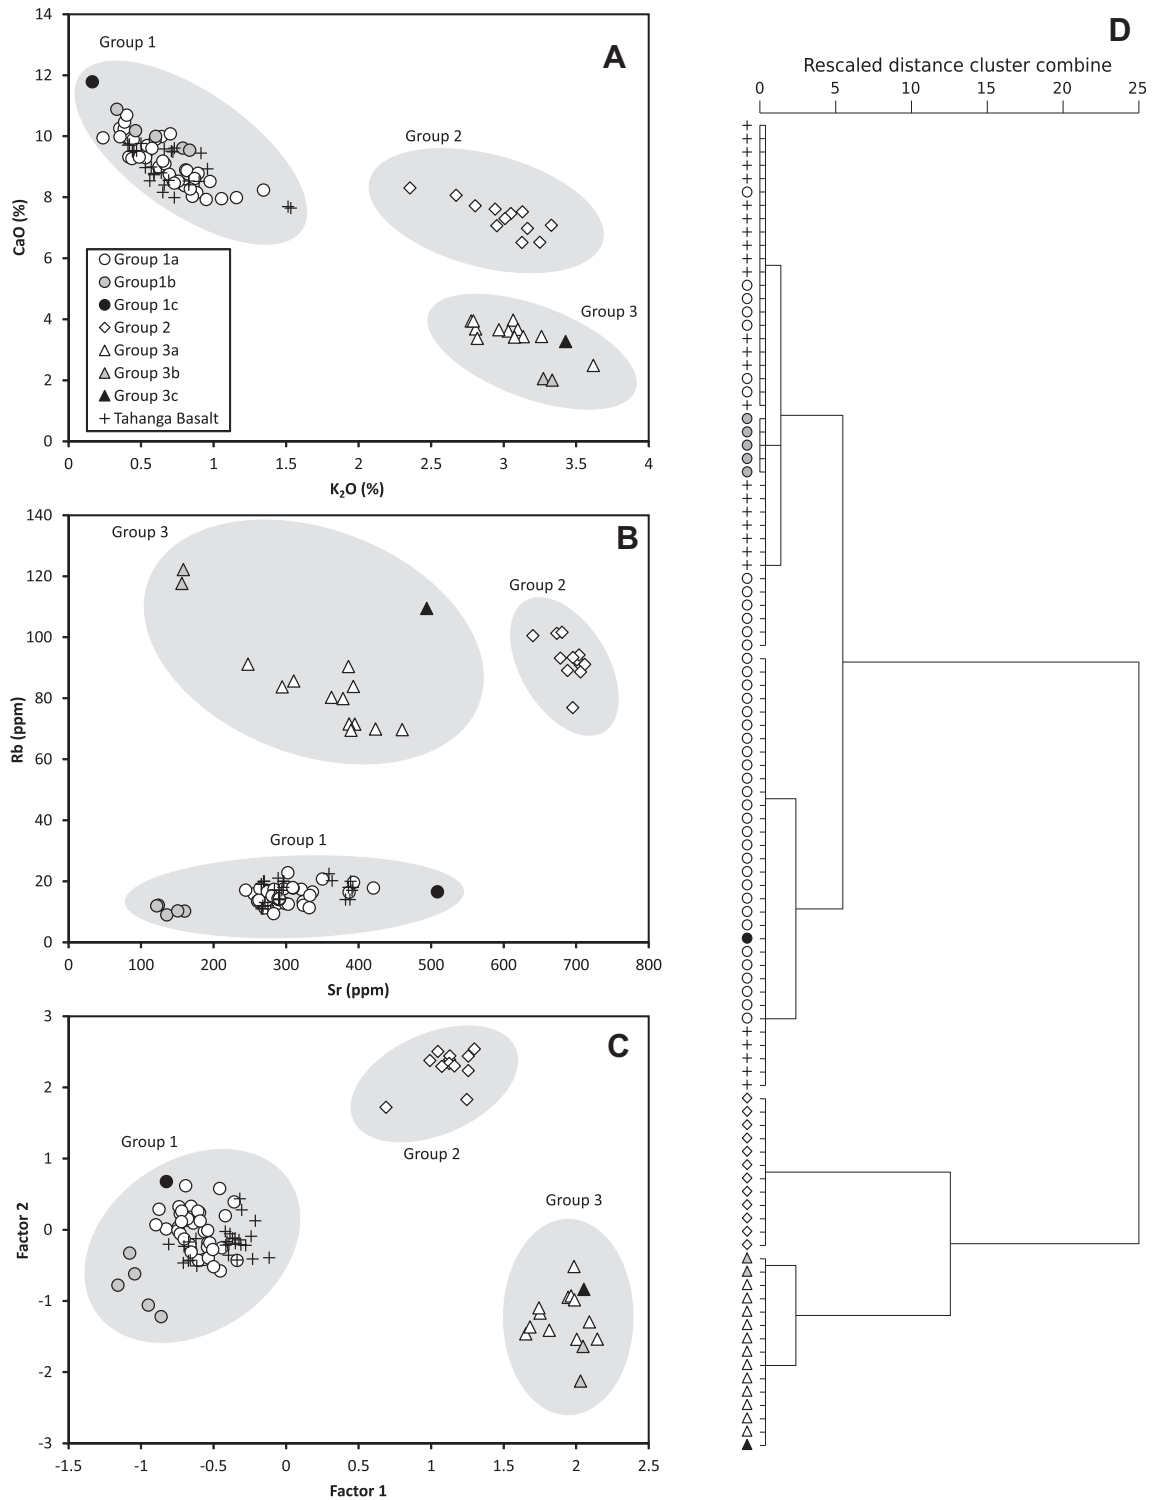 A
Group 1
Group 2
Group 3
14
12
10
8
6
4
2
0
CaO (%)
Group 1a
Group1b
Group 1c
Group 2
Group 3a
Group 3b
Group 3c
Tahanga Basalt
0 0.5 1 1.5 2 2.5 3 3.5 4
K₂O (%)
B
Group 3
Group 2
Group 1
140
120
100
80
60
40
20
0
Rb (ppm)
0 100 200 300 400 500 600 700 800
Sr (ppm)
C
Group 1
Group 2
Group 3
3
2
1
0
-1
-2
-3
Factor 2
-1.5 -1 -0.5 0 0.5 1 1.5 2 2.5
Factor 1
D
Rescaled distance cluster combine
0 5 10 15 20 25